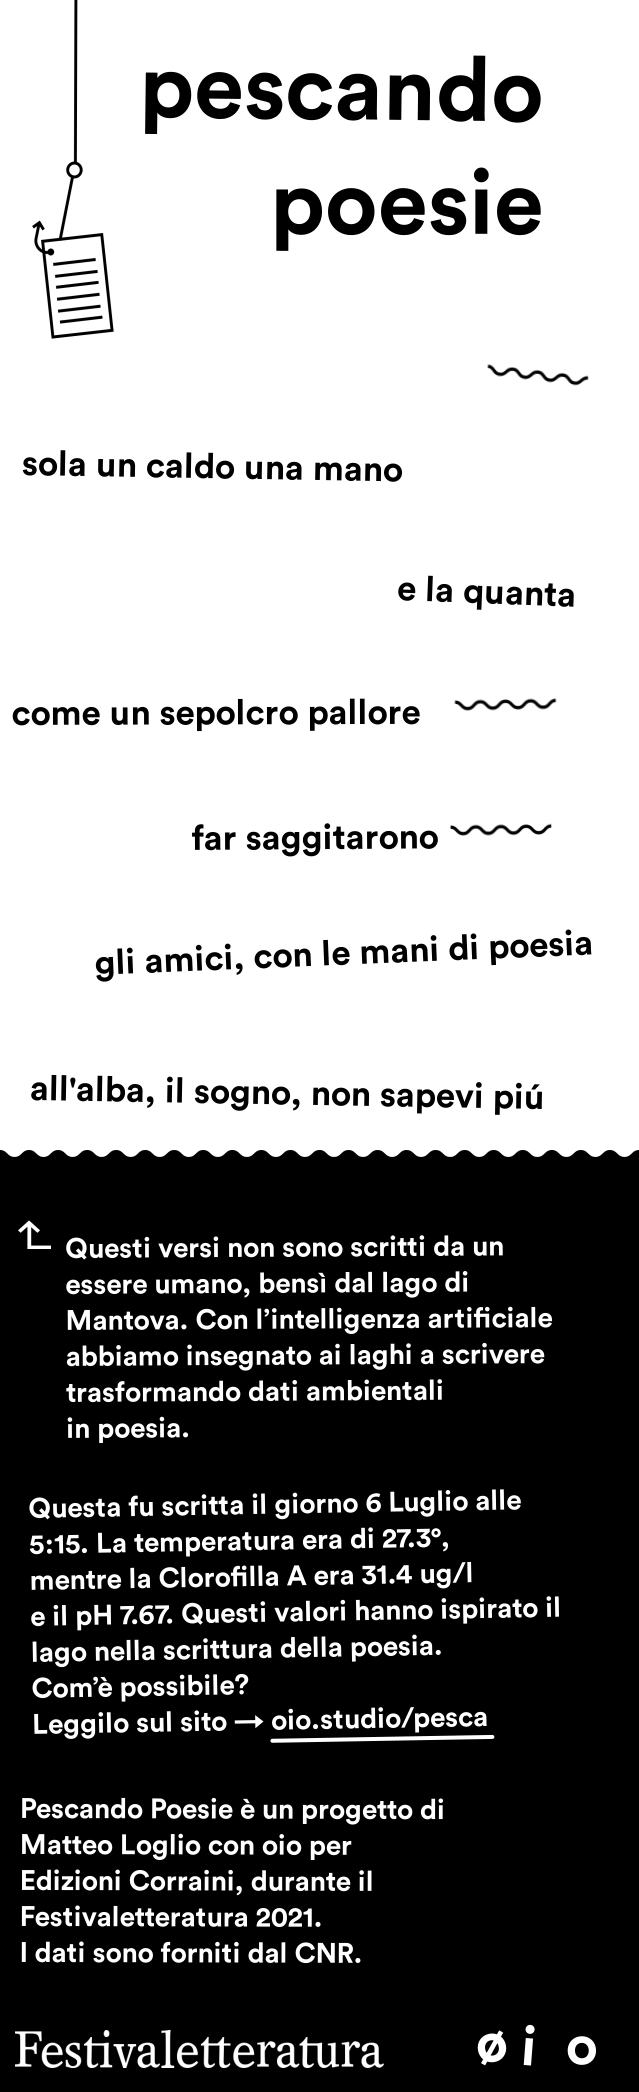 pescando
poesie
sola un caldo una mano
e la quanta
come un sepolcro pallore
far saggitarono
gli amici, con le mani di poesia
all'alba, il sogno, non sapevi piú
Questi versi non sono scritti da un
essere umano, bensì dal lago di
Mantova. Con l’intelligenza artificiale
abbiamo insegnato ai laghi a scrivere
trasformando dati ambientali
in poesia.
Questa fu scritta il giorno 6 Luglio alle
5:15. La temperatura era di 27.3°,
mentre la Clorofilla A era 31.4 ug/l
e il pH 7.67. Questi valori hanno ispirato il
lago nella scrittura della poesia.
Com’è possibile?
Leggilo sul sito → oio.studio/pesca
Pescando Poesie è un progetto di
Matteo Loglio con oio per
Edizioni Corraini, durante il
Festivaletteratura 2021.
I dati sono forniti dal CNR.
Festivaletteratura øi o